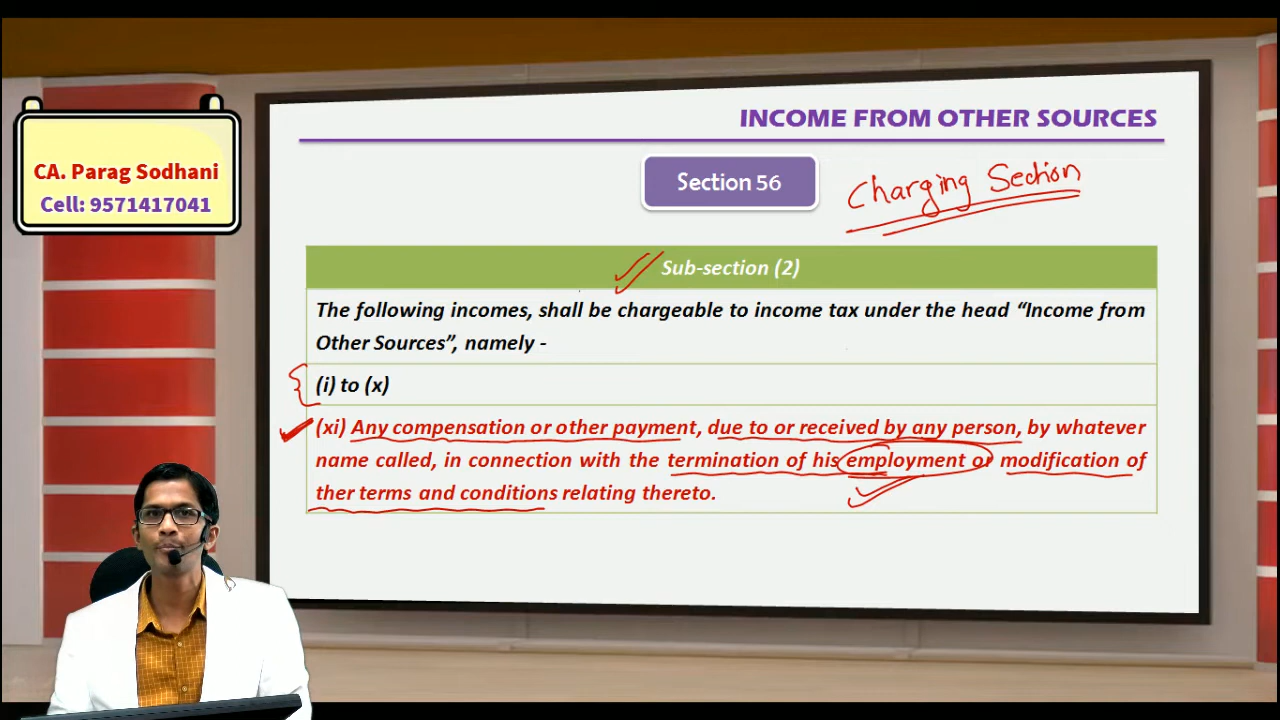 CA. Parag Sodhani
Cell: 9571417041
INCOME FROM OTHER SOURCES
Section 56
Charging Section
Sub-section (2)
The following incomes, shall be chargeable to income tax under the head “Income from
Other Sources”, namely -
(i) to (x)
(xi) Any compensation or other payment, due to or received by any person, by whatever
name called, in connection with the termination of his employment or modification of
ther terms and conditions relating thereto.